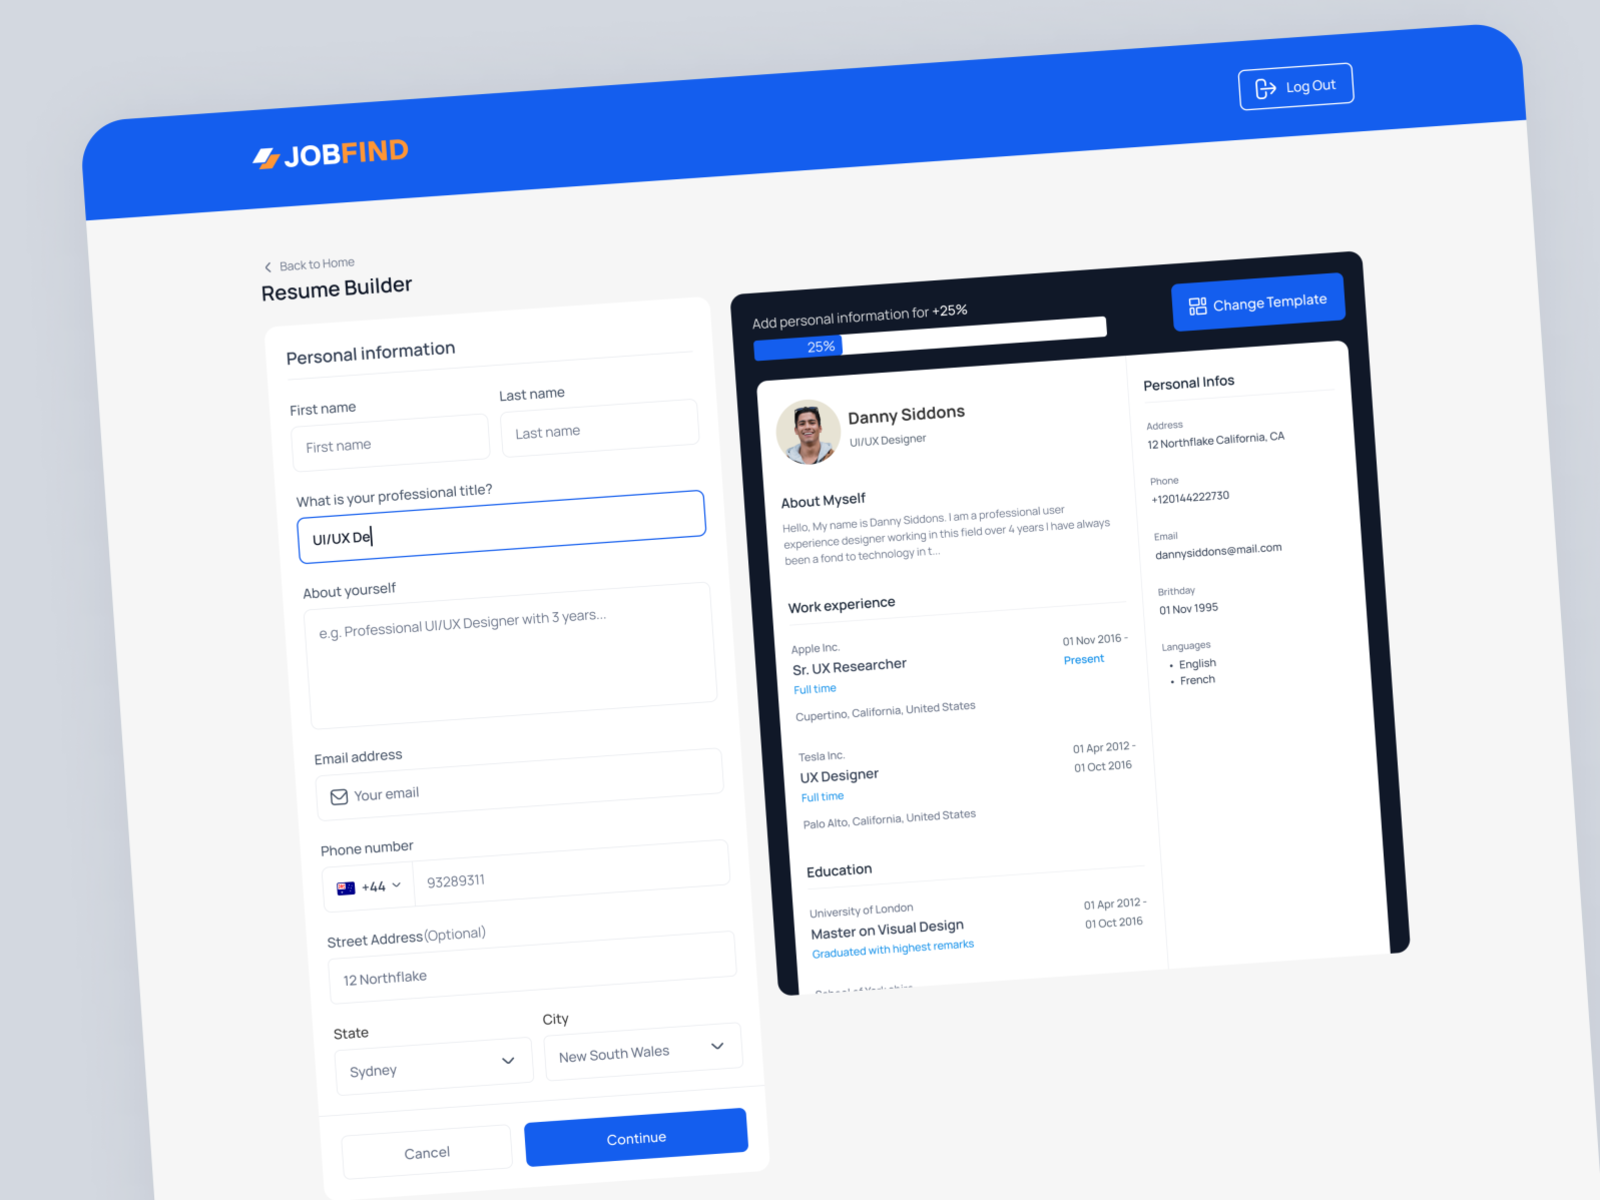 JOBFIND
Log Out
Back to Home
Resume Builder
Personal information
First name
Last name
First name
Last name
What is your professional title?
UI/UX De
About yourself
e.g. Professional UI/UX Designer with 3 years...
Email address
Your email
Phone number
+44
93289311
Street Address(Optional)
12 Northflake
State
City
Sydney
New South Wales
Cancel
Continue
Add personal information for +25%
25%
Change Template
Danny Siddons
UI/UX Designer
About Myself
Hello, My name is Danny Siddons. I am a professional user
experience designer working in this field over 4 years I have always
been a fond to technology in t...
Work experience
Apple Inc.
Sr. UX Researcher
Full time
Cupertino, California, United States
01 Nov 2016 -
Present
Tesla Inc.
UX Designer
Full time
Palo Alto, California, United States
01 Apr 2012 -
01 Oct 2016
Education
University of London
Master on Visual Design
Graduated with highest remarks
01 Apr 2012 -
01 Oct 2016
School of Yorkshire
Personal Infos
Address
12 Northflake California, CA
Phone
+120144222730
Email
dannysiddons@mail.com
Brithday
01 Nov 1995
Languages
• English
• French